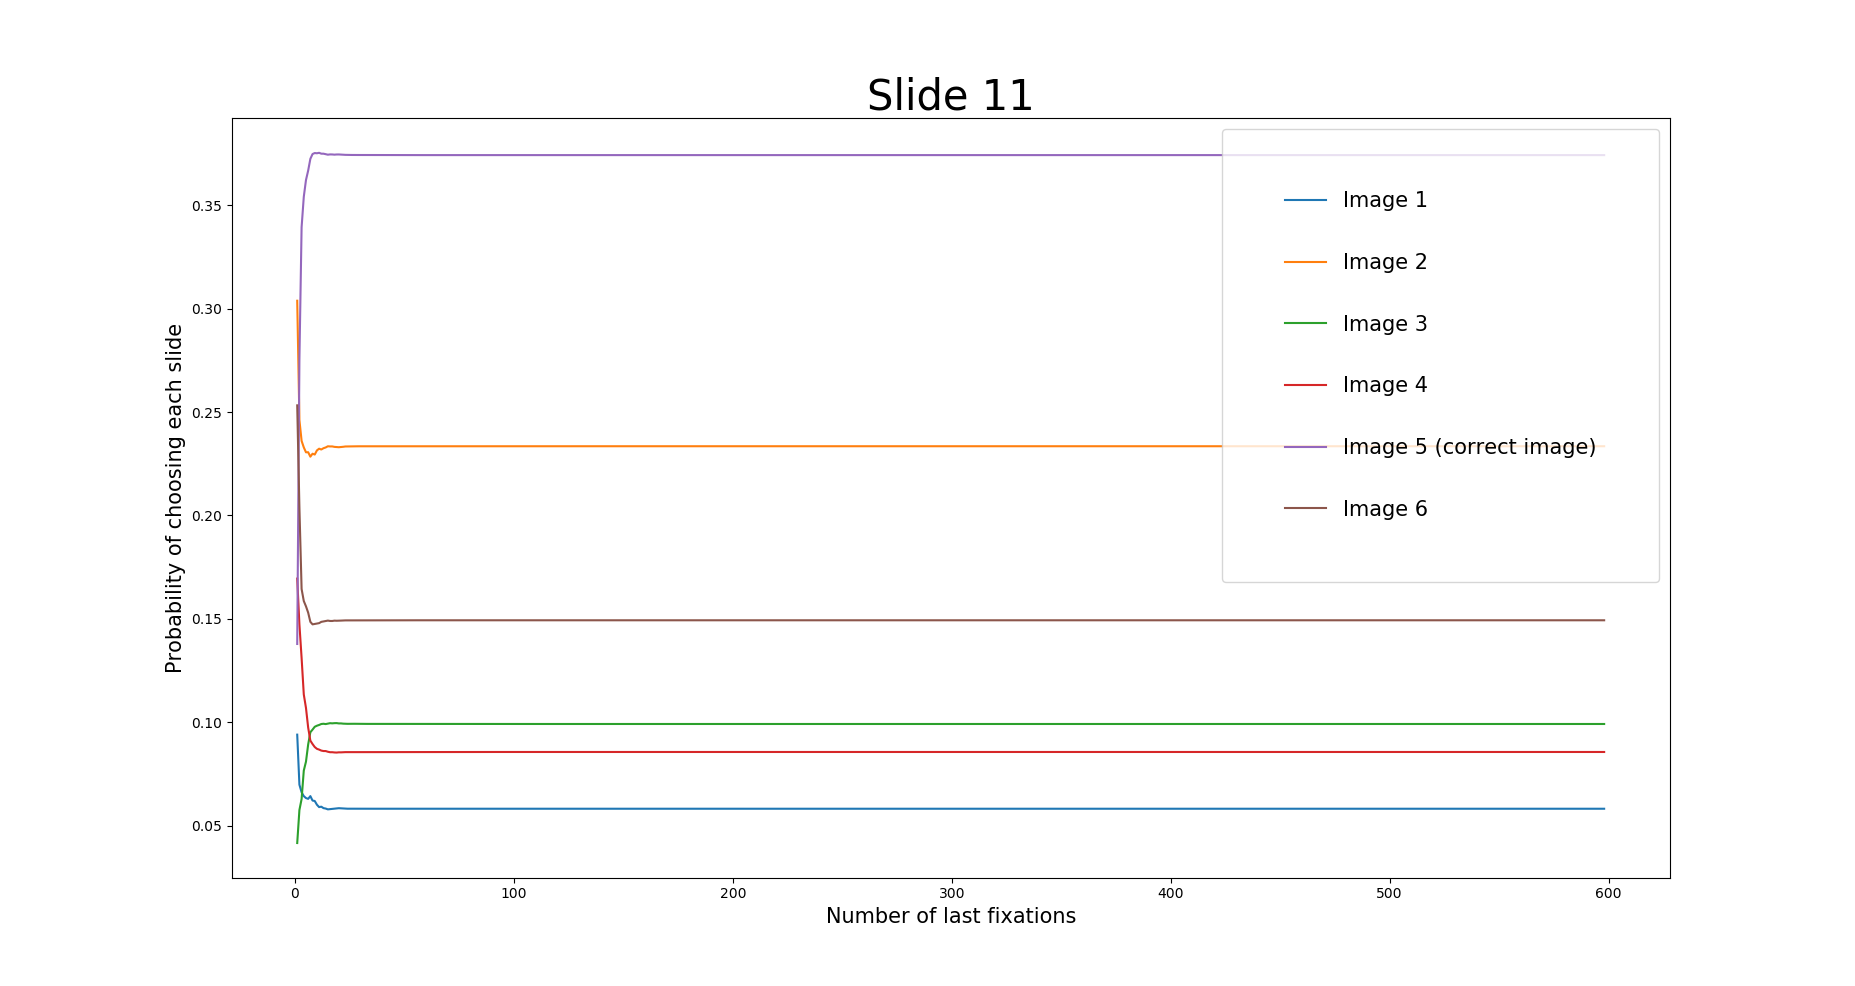 Slide 11
Probability of choosing each slide
0.35
0.30
0.25
0.20
0.15
0.10
0.05
Image 1
Image 2
Image 3
Image 4
Image 5 (correct image)
Image 6
0 100 200 300 400 500 600
Number of last fixations